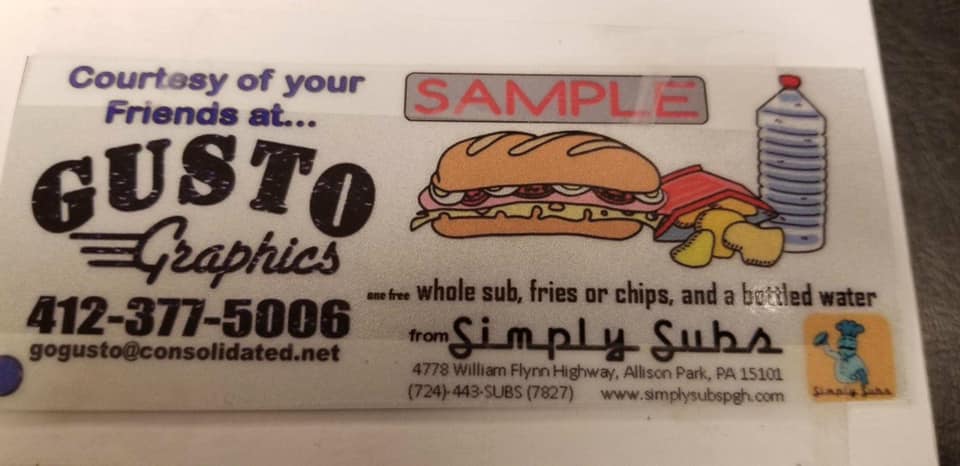 Courtesy of your
Friends at...
GUSTO
Graphics
412-377-5006
gogusto@consolidated.net
SAMPLE
one free whole sub, fries or chips, and a bottled water
from Simply Subs
4778 William Flynn Highway, Allison Park, PA 15101
(724)-443-SUBS (7827) www.simplysubspgh.com
Simply Subs